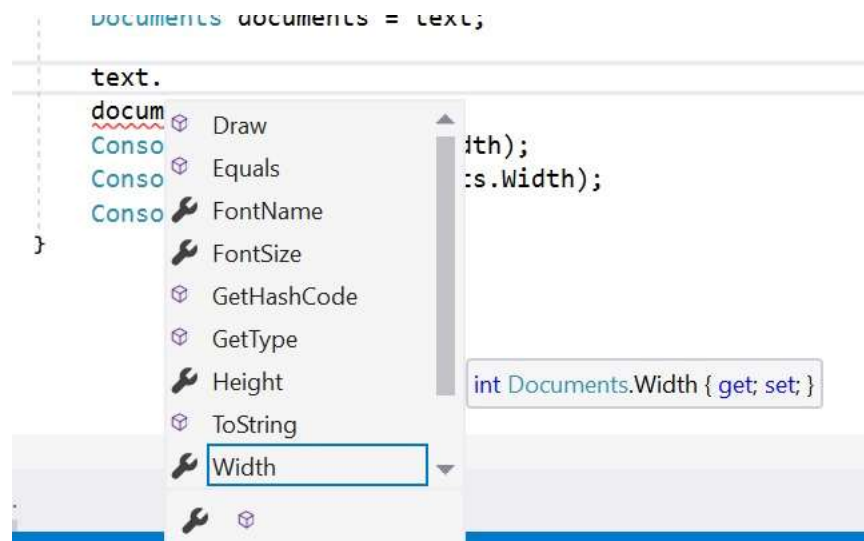 Documents documents = text;
text.
docum
Conso
dth);
Conso
ts.Width);
Conso
}
Draw
Equals
FontName
FontSize
GetHashCode
GetType
Height
ToString
Width
int Documents.Width { get; set; }